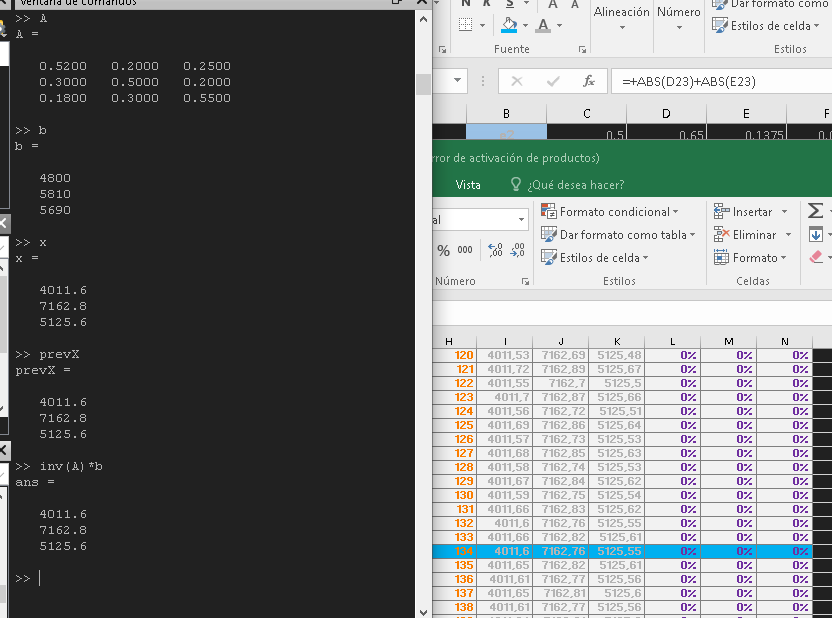 Ventana de Comandos
>> A
A =
0.5200 0.2000 0.2500
0.3000 0.5000 0.2000
0.1800 0.3000 0.5500
>> b
b =
4800
5810
5690
>> x
x =
4011.6
7162.8
5125.6
>> prevX
prevX =
4011.6
7162.8
5125.6
>> inv(A)*b
ans =
4011.6
7162.8
5125.6
>>
N K S A A
Alineación Número
Dar formato como
Estilos de celda
A
Fuente Estilos
fx =+ABS(D23)+ABS(E23)
B C D E F
0.5 0.65 0.1375
rror de activación de productos)
Vista ¿Qué desea hacer?
al
% 000 ,00 ,00
Número
Formato condicional
Dar formato como tabla
Estilos de celda
Estilos
Insertar
Eliminar
Formato
Celdas
Σ
H I J K L M N
120 4011,53 7162,69 5125,48 0% 0% 0%
121 4011,72 7162,89 5125,67 0% 0% 0%
122 4011,55 7162,7 5125,5 0% 0% 0%
123 4011,7 7162,87 5125,66 0% 0% 0%
124 4011,56 7162,72 5125,51 0% 0% 0%
125 4011,69 7162,86 5125,64 0% 0% 0%
126 4011,57 7162,73 5125,53 0% 0% 0%
127 4011,68 7162,85 5125,63 0% 0% 0%
128 4011,58 7162,74 5125,53 0% 0% 0%
129 4011,67 7162,84 5125,62 0% 0% 0%
130 4011,59 7162,75 5125,54 0% 0% 0%
131 4011,66 7162,83 5125,62 0% 0% 0%
132 4011,6 7162,76 5125,55 0% 0% 0%
133 4011,66 7162,82 5125,61 0% 0% 0%
134 4011,6 7162,76 5125,55 0% 0% 0%
135 4011,65 7162,82 5125,61 0% 0% 0%
136 4011,61 7162,77 5125,56 0% 0% 0%
137 4011,65 7162,81 5125,6 0% 0% 0%
138 4011,61 7162,77 5125,56 0% 0% 0%